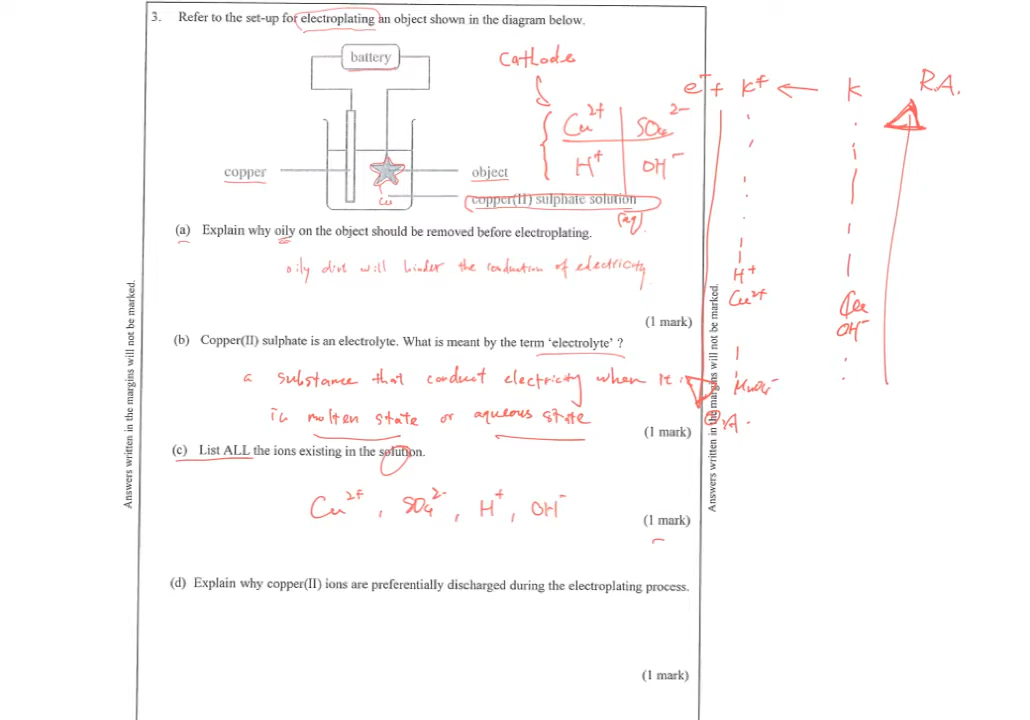 3. Refer to the set-up for electroplating an object shown in the diagram below.
battery
Cathode
e⁻ + K⁺ ← K
R.A.
Cu²⁺ SO₄²⁻
H⁺ OH⁻
copper
object
Cu
copper(II) sulphate solution
(aq)
(a) Explain why oily on the object should be removed before electroplating.
oily dirt will hinder the conduction of electricity
H⁺
Cu²⁺
Cu
OH⁻
(1 mark)
(b) Copper(II) sulphate is an electrolyte. What is meant by the term ‘electrolyte’ ?
a substance that conduct electricity when it is
in molten state or aqueous state
MnO₄⁻
O.A.
(1 mark)
(c) List ALL the ions existing in the solution.
Cu²⁺, SO₄²⁻, H⁺, OH⁻
(1 mark)
(d) Explain why copper(II) ions are preferentially discharged during the electroplating process.
(1 mark)
Answers written in the margins will not be marked.
Answers written in the margins will not be marked.